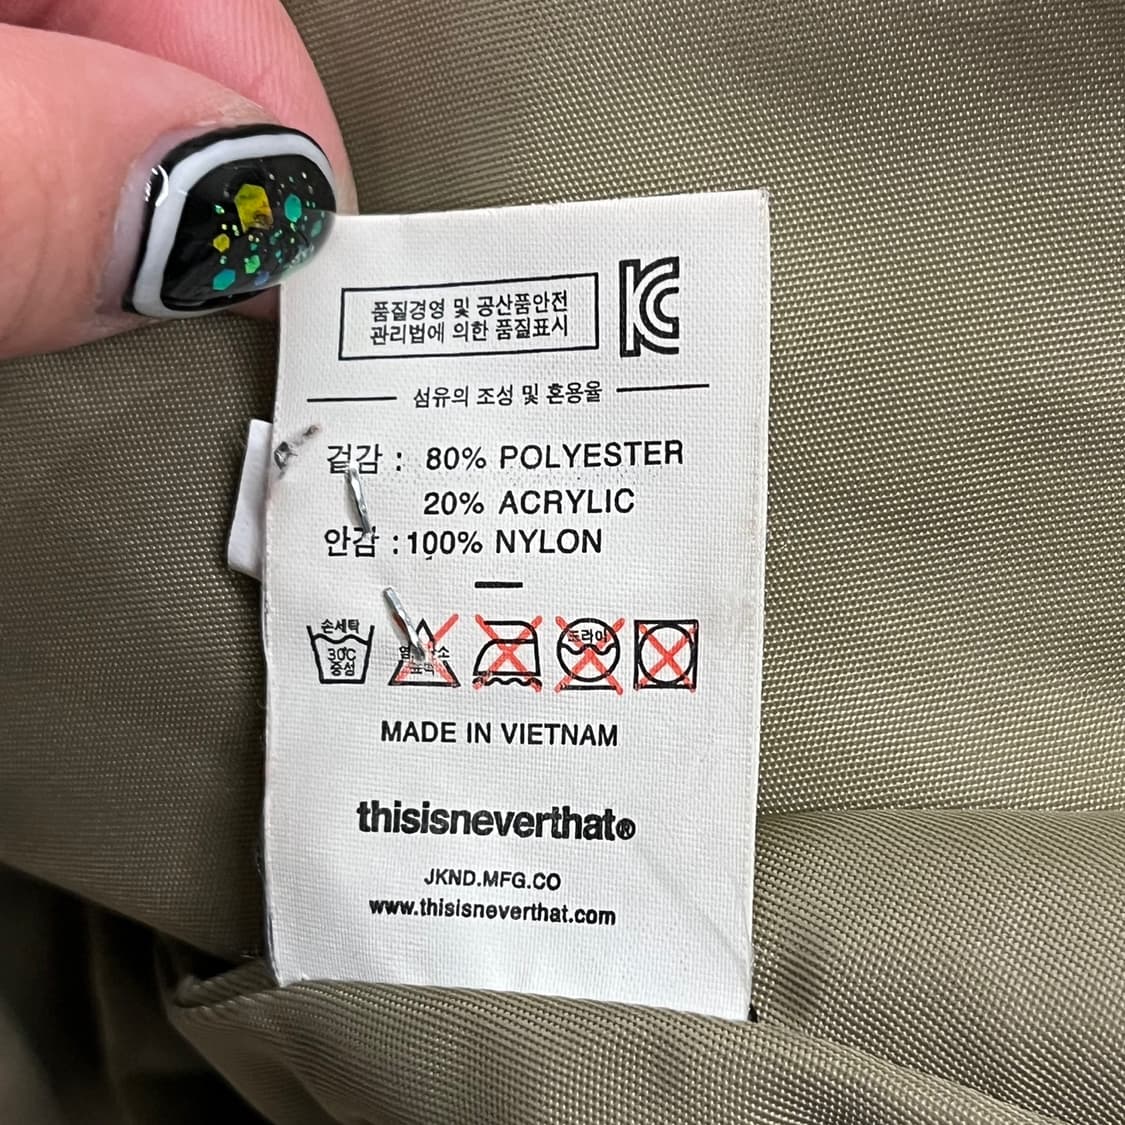 품질경영 및 공산품안전
관리법에 의한 품질표시
KC
섬유의 조성 및 혼용율
겉감 : 80% POLYESTER
20% ACRYLIC
안감 : 100% NYLON
손세탁
30C
중성
드라이
MADE IN VIETNAM
thisisneverthat®
JKND.MFG.CO
www.thisisneverthat.com